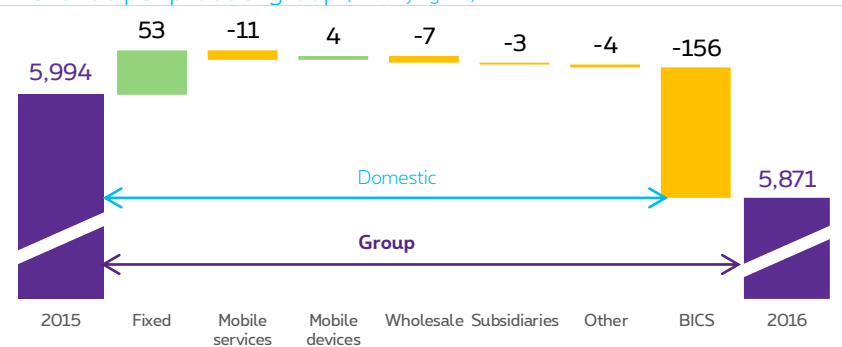 53
-11
4
-7
-3
-4
-156
5,994
Domestic
5,871
Group
2015
Fixed
Mobile
services
Mobile
devices
Wholesale
Subsidiaries
Other
BICS
2016